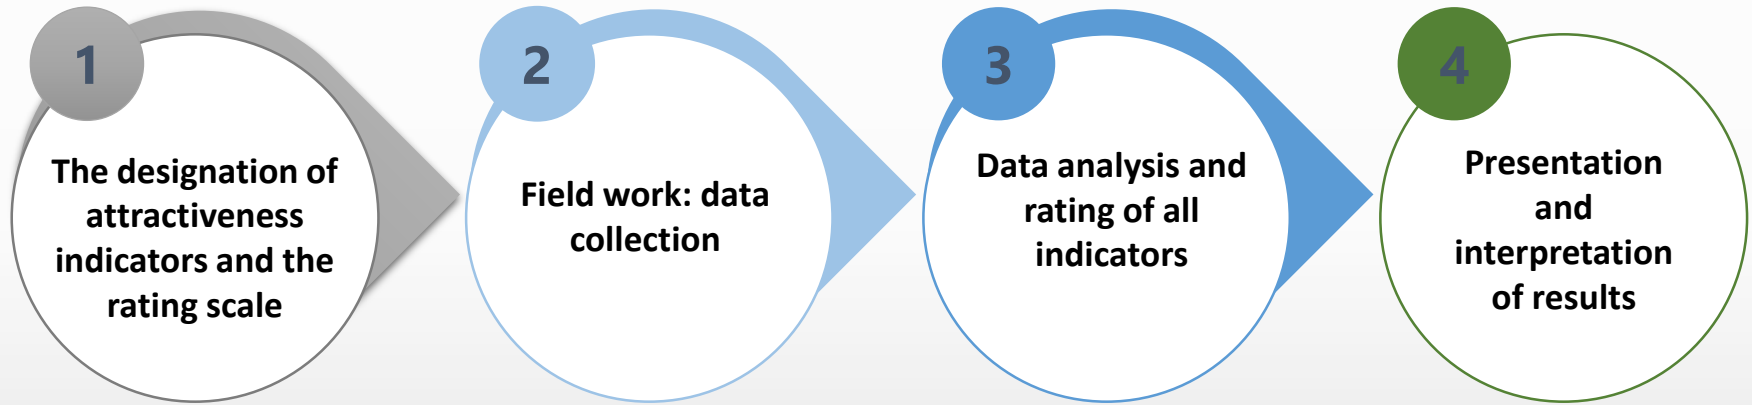 1
The designation of
attractiveness
indicators and the
rating scale
2
Field work: data
collection
3
Data analysis and
rating of all
indicators
4
Presentation
and
interpretation
of results